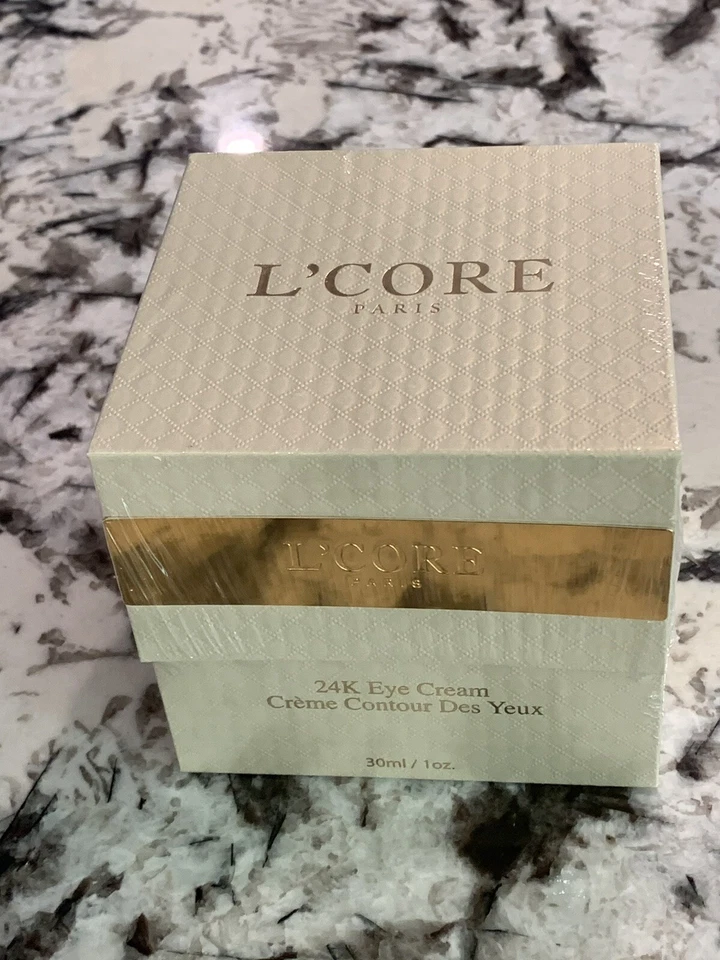 L'CORE
PARIS
L'CORE
PARIS
24K Eye Cream
Crème Contour Des Yeux
30ml / 1oz.